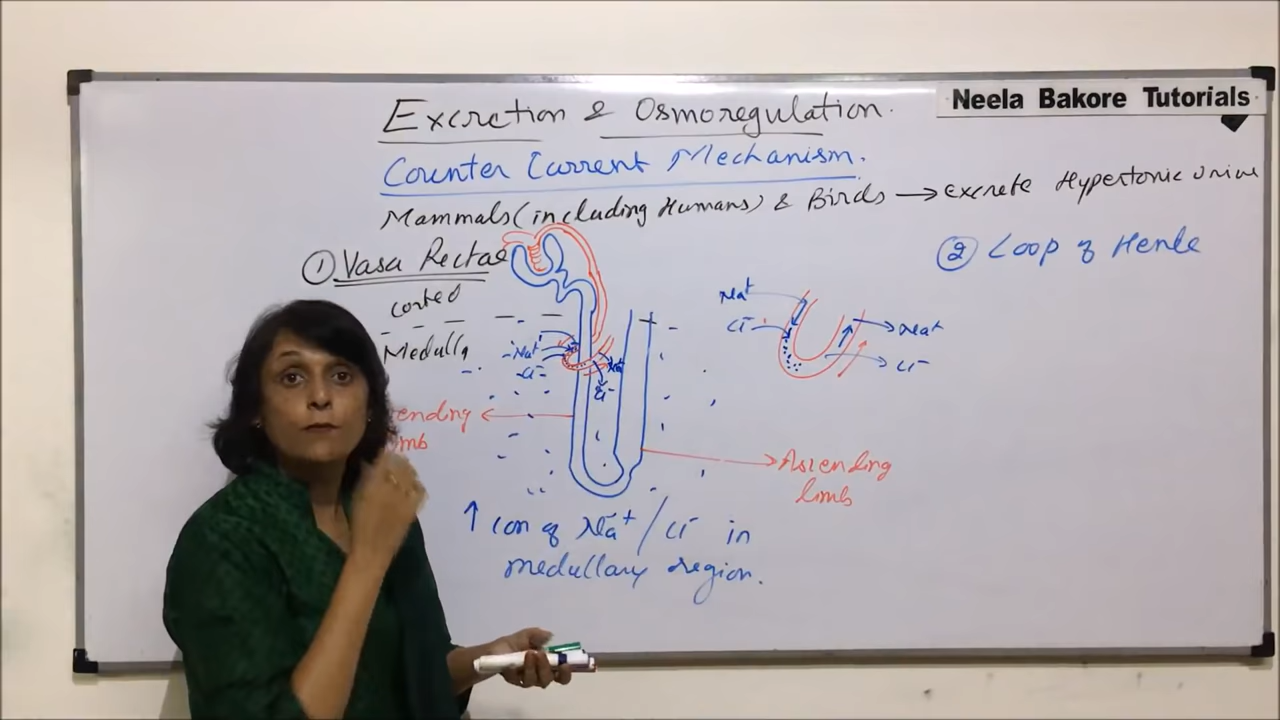 Neela Bakore Tutorials
Excretion & Osmoregulation.
Counter Current Mechanism.
Mammals (including Humans) & Birds → excrete Hypertonic urine
① Vasa Rectae
② Loop of Henle
Cortex
Medulla
Na⁺
Cl⁻
Na⁺
Cl⁻
Na⁺
Cl⁻
Na⁺
Cl⁻
ending
mb
Ascending
limb
↑ Con of Na⁺/Cl⁻ in
medullary region.